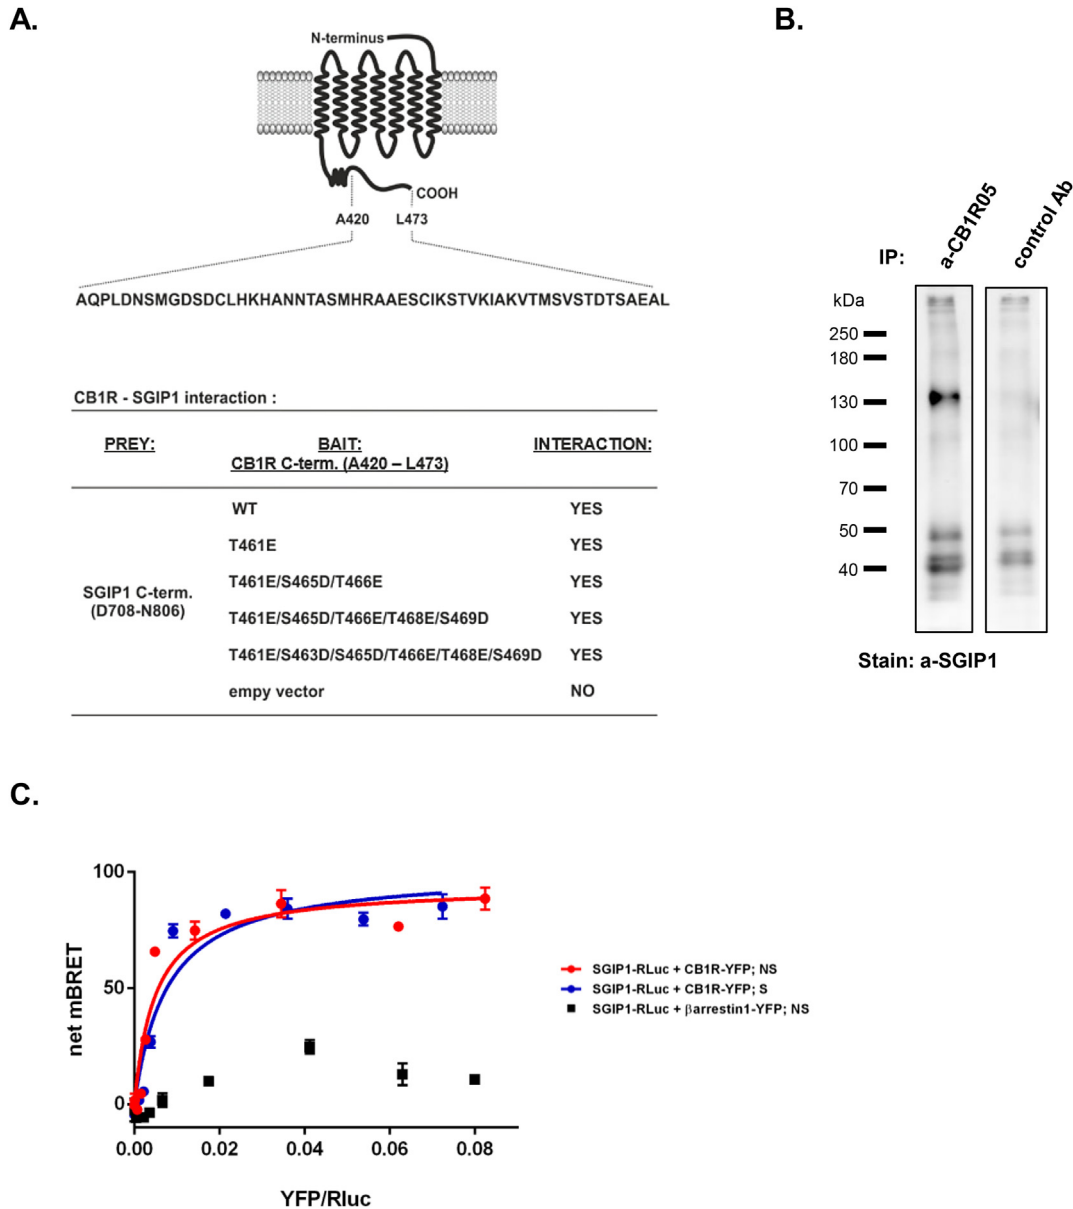 A.
N-terminus
COOH
A420
L473
AQPLDNSMGDSDCLHKHANNTASMHRAAESCIKSTVKIAKVTMSVSTDTSAEAL
CB1R - SGIP1 interaction :
PREY:
BAIT:
INTERACTION:
CB1R C-term. (A420 – L473)
WT
YES
T461E
YES
T461E/S465D/T466E
YES
SGIP1 C-term.
(D708-N806)
T461E/S465D/T466E/T468E/S469D
YES
T461E/S463D/S465D/T466E/T468E/S469D
YES
empy vector
NO
B.
IP:
a-CB1R05
control Ab
kDa
250
180
130
100
70
50
40
Stain: a-SGIP1
C.
net mBRET
100
50
0
0.00
0.02
0.04
0.06
0.08
YFP/Rluc
SGIP1-RLuc + CB1R-YFP; NS
SGIP1-RLuc + CB1R-YFP; S
SGIP1-RLuc + βarrestin1-YFP; NS